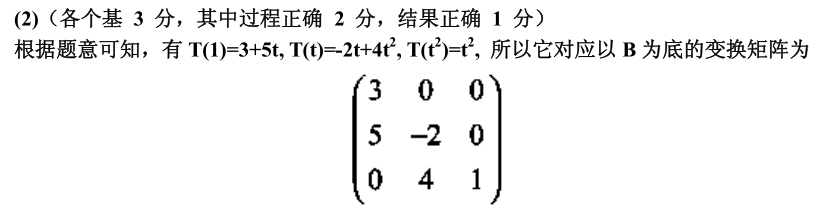 (2)（各个基 3 分，其中过程正确 2 分，结果正确 1 分）
根据题意可知，有 T(1)=3+5t, T(t)=-2t+4t², T(t²)=t², 所以它对应以 B 为底的变换矩阵为
3 0 0
5 −2 0
0 4 1